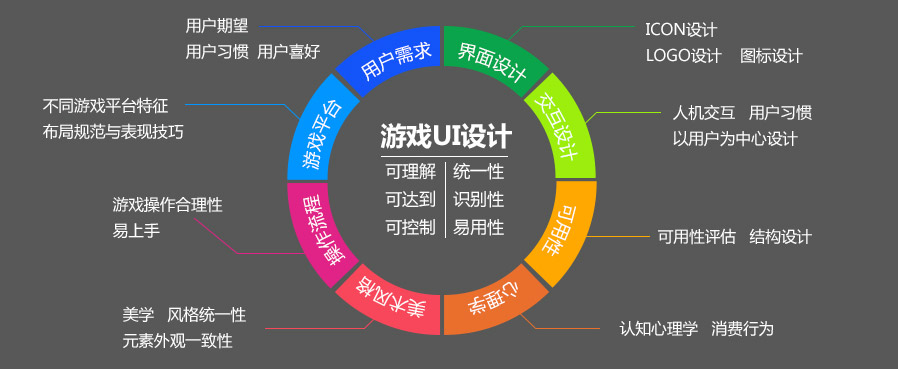 游戏UI设计
可理解 统一性
可达到 识别性
可控制 易用性
用户需求
用户期望
用户习惯 用户喜好
界面设计
ICON设计
LOGO设计 图标设计
交互设计
人机交互 用户习惯
以用户为中心设计
可用性
可用性评估 结构设计
心理学
认知心理学 消费行为
美术风格
美学 风格统一性
元素外观一致性
操作流程
游戏操作合理性
易上手
游戏平台
不同游戏平台特征
布局规范与表现技巧